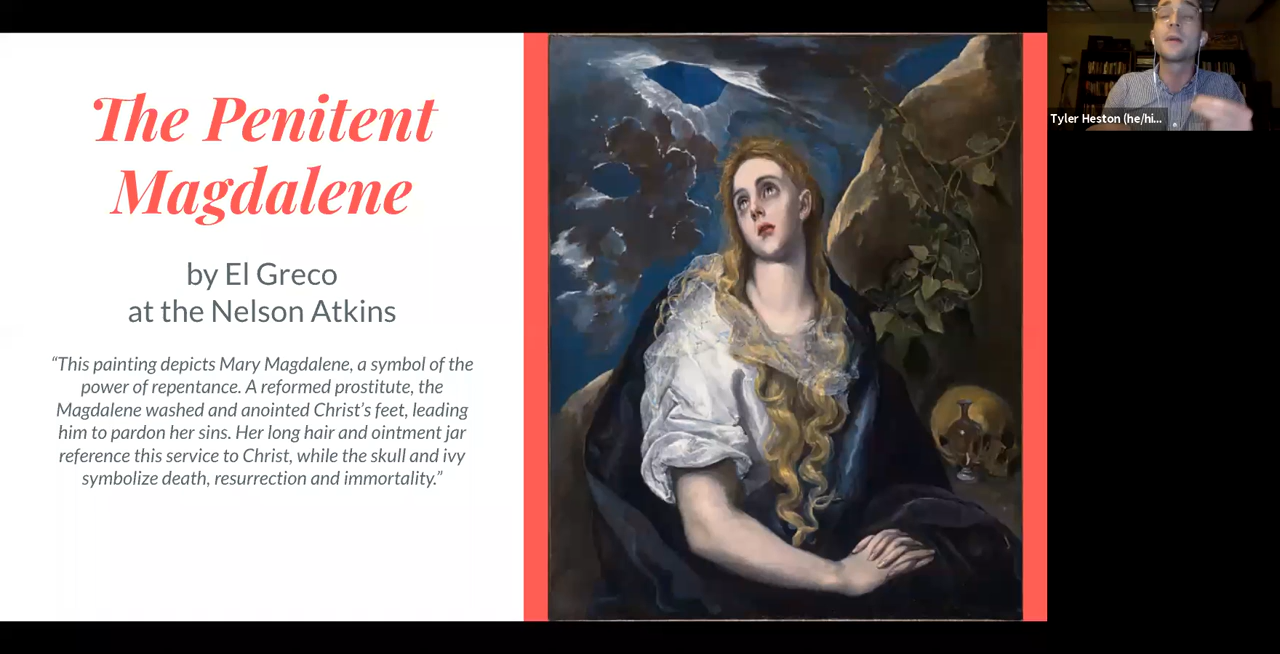 The Penitent
Magdalene
by El Greco
at the Nelson Atkins
“This painting depicts Mary Magdalene, a symbol of the
power of repentance. A reformed prostitute, the
Magdalene washed and anointed Christ’s feet, leading
him to pardon her sins. Her long hair and ointment jar
reference this service to Christ, while the skull and ivy
symbolize death, resurrection and immortality.”
Tyler Heston (he/hi...